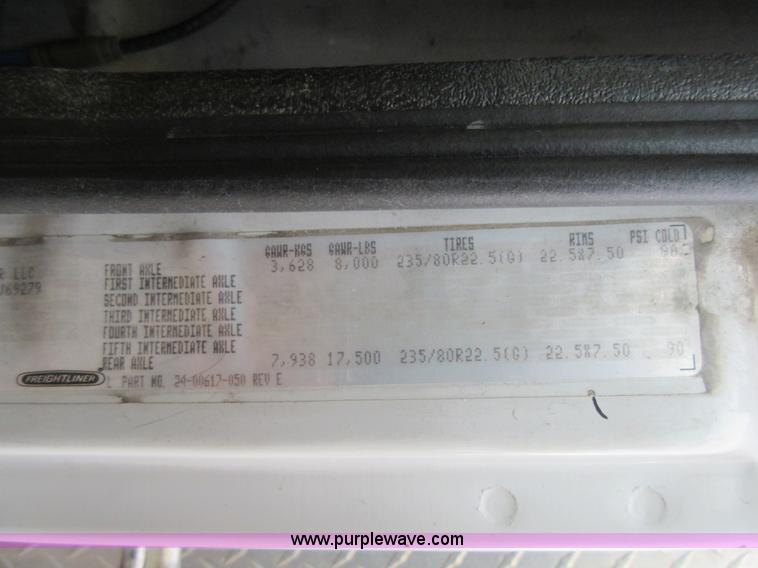 GAWR-KGS GAWR-LBS TIRES RIMS PSI COLD
R LLC FRONT AXLE 3,628 8,000 235/80R22.5(G) 22.5X7.50
69279 FIRST INTERMEDIATE AXLE
SECOND INTERMEDIATE AXLE
THIRD INTERMEDIATE AXLE
FOURTH INTERMEDIATE AXLE
FIFTH INTERMEDIATE AXLE
REAR AXLE 7,938 17,500 235/80R22.5(G) 22.5X7.50 90
FREIGHTLINER PART NO. 24-00617-050 REV E
www.purplewave.com